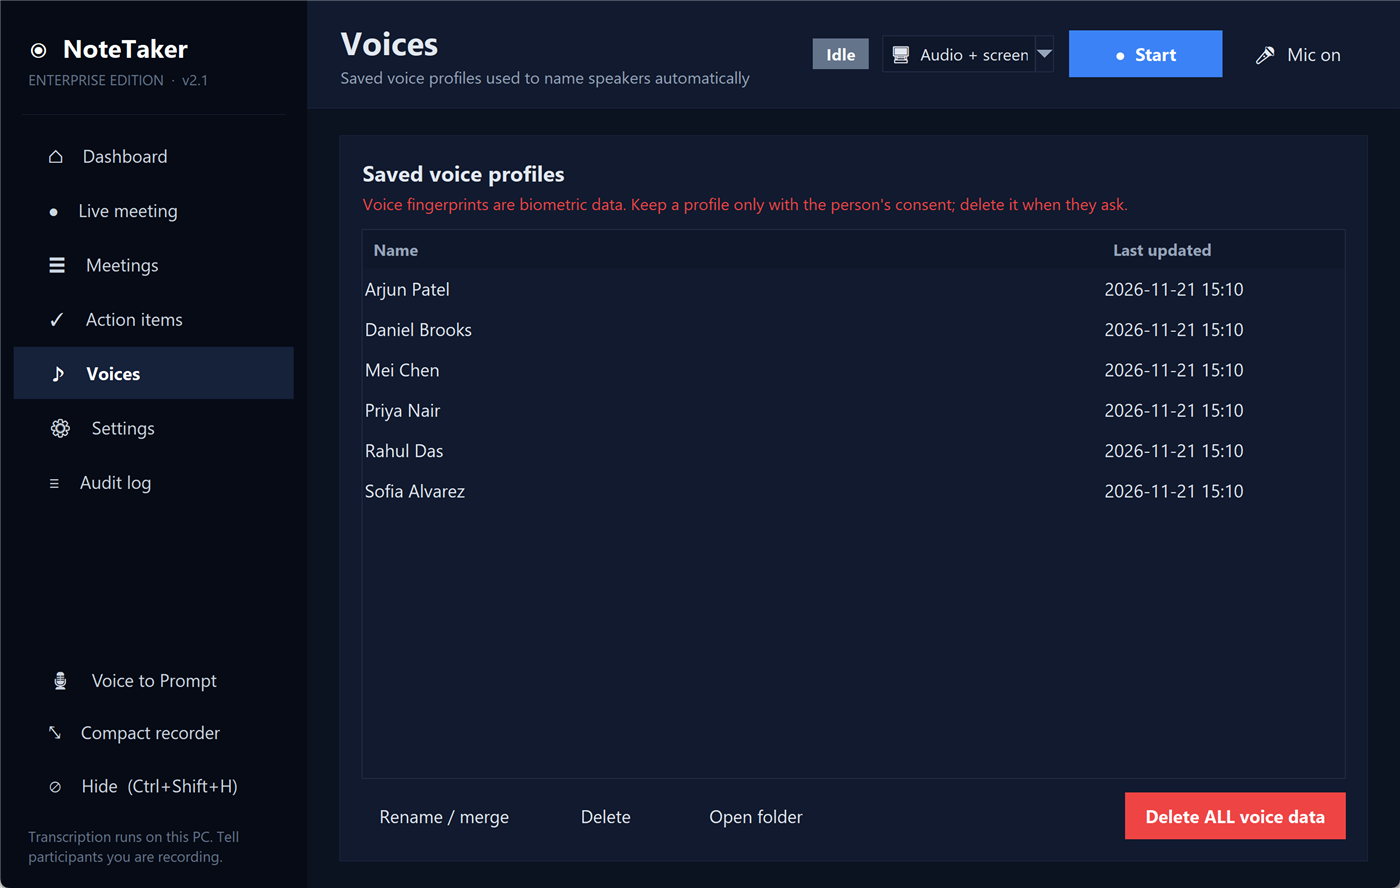 NoteTaker
ENTERPRISE EDITION · v2.1
Dashboard
Live meeting
Meetings
Action items
Voices
Settings
Audit log
Voice to Prompt
Compact recorder
Hide (Ctrl+Shift+H)
Transcription runs on this PC. Tell
participants you are recording.
Voices
Saved voice profiles used to name speakers automatically
Idle
Audio + screen
Start
Mic on
Saved voice profiles
Voice fingerprints are biometric data. Keep a profile only with the person's consent; delete it when they ask.
Name Last updated
Arjun Patel 2026-11-21 15:10
Daniel Brooks 2026-11-21 15:10
Mei Chen 2026-11-21 15:10
Priya Nair 2026-11-21 15:10
Rahul Das 2026-11-21 15:10
Sofia Alvarez 2026-11-21 15:10
Rename / merge Delete Open folder Delete ALL voice data